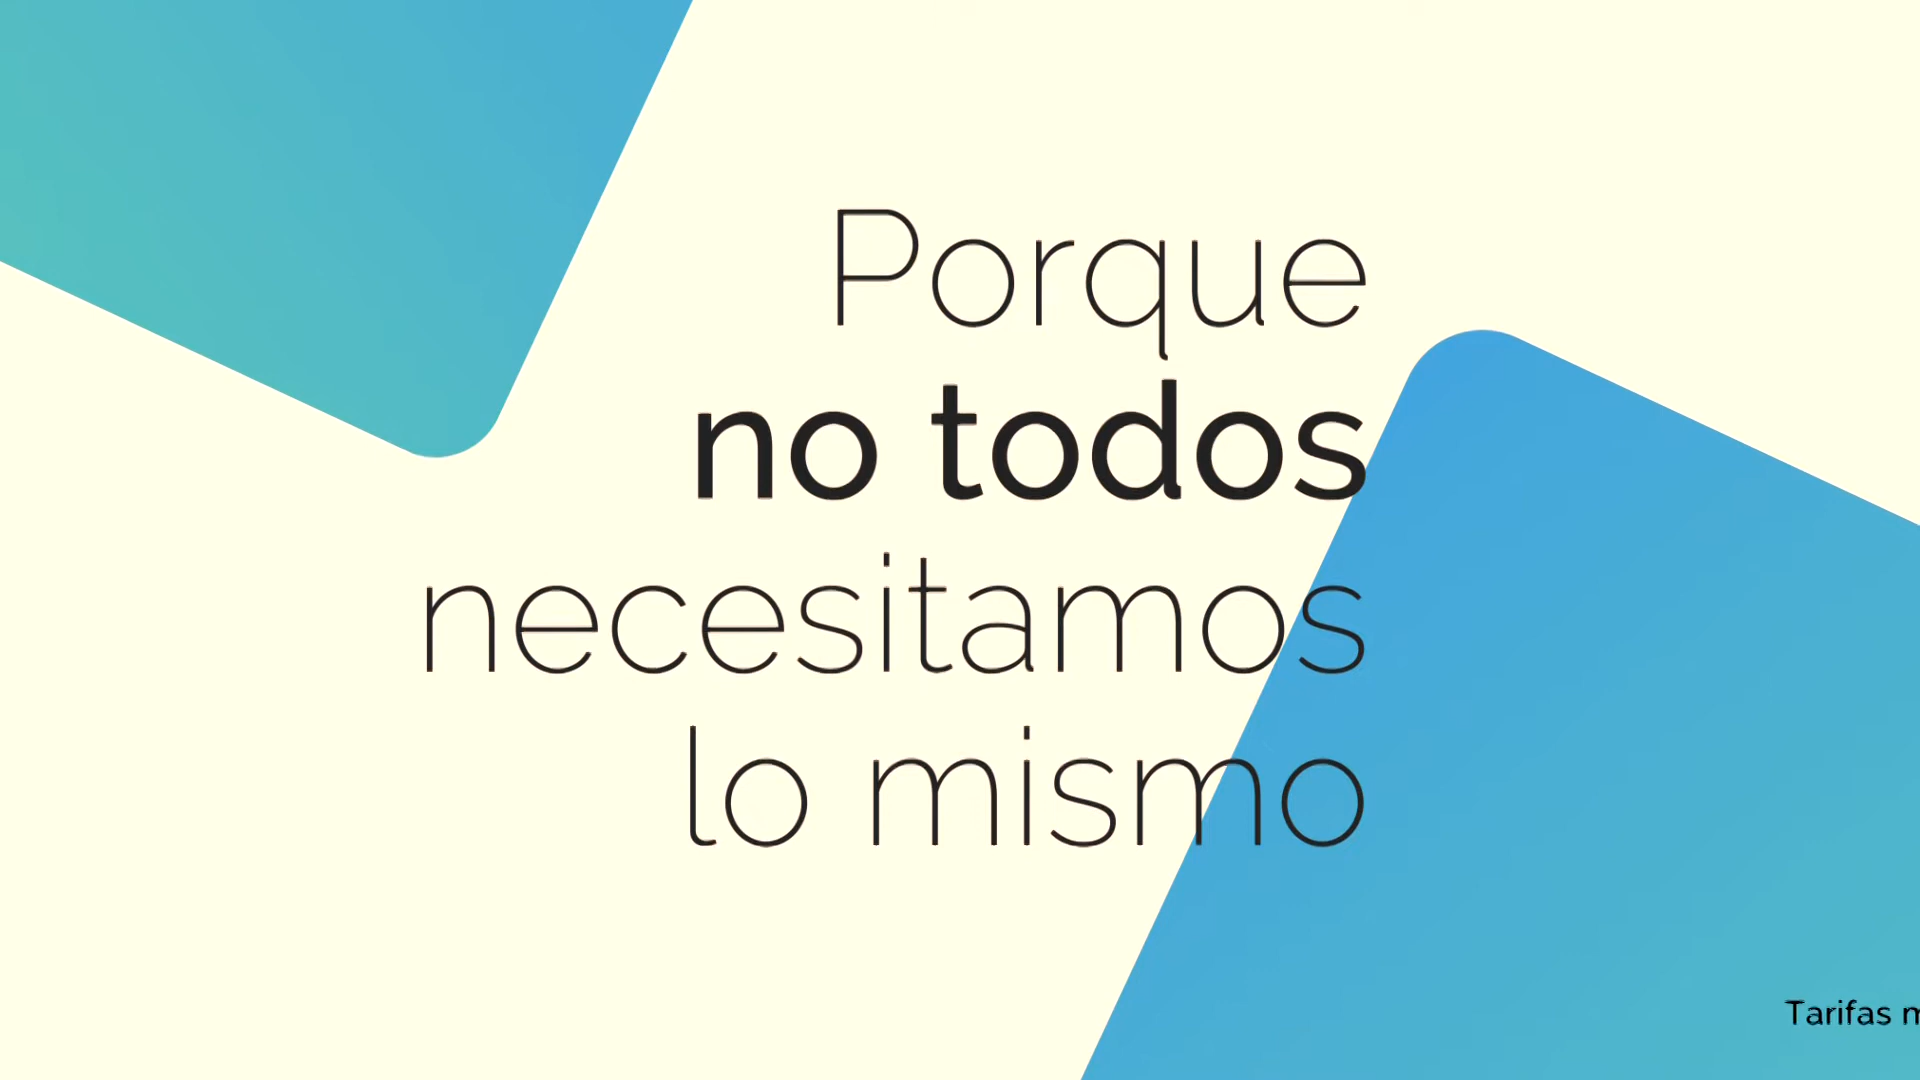 Porque
no todos
necesitamos
lo mismo
Tarifas